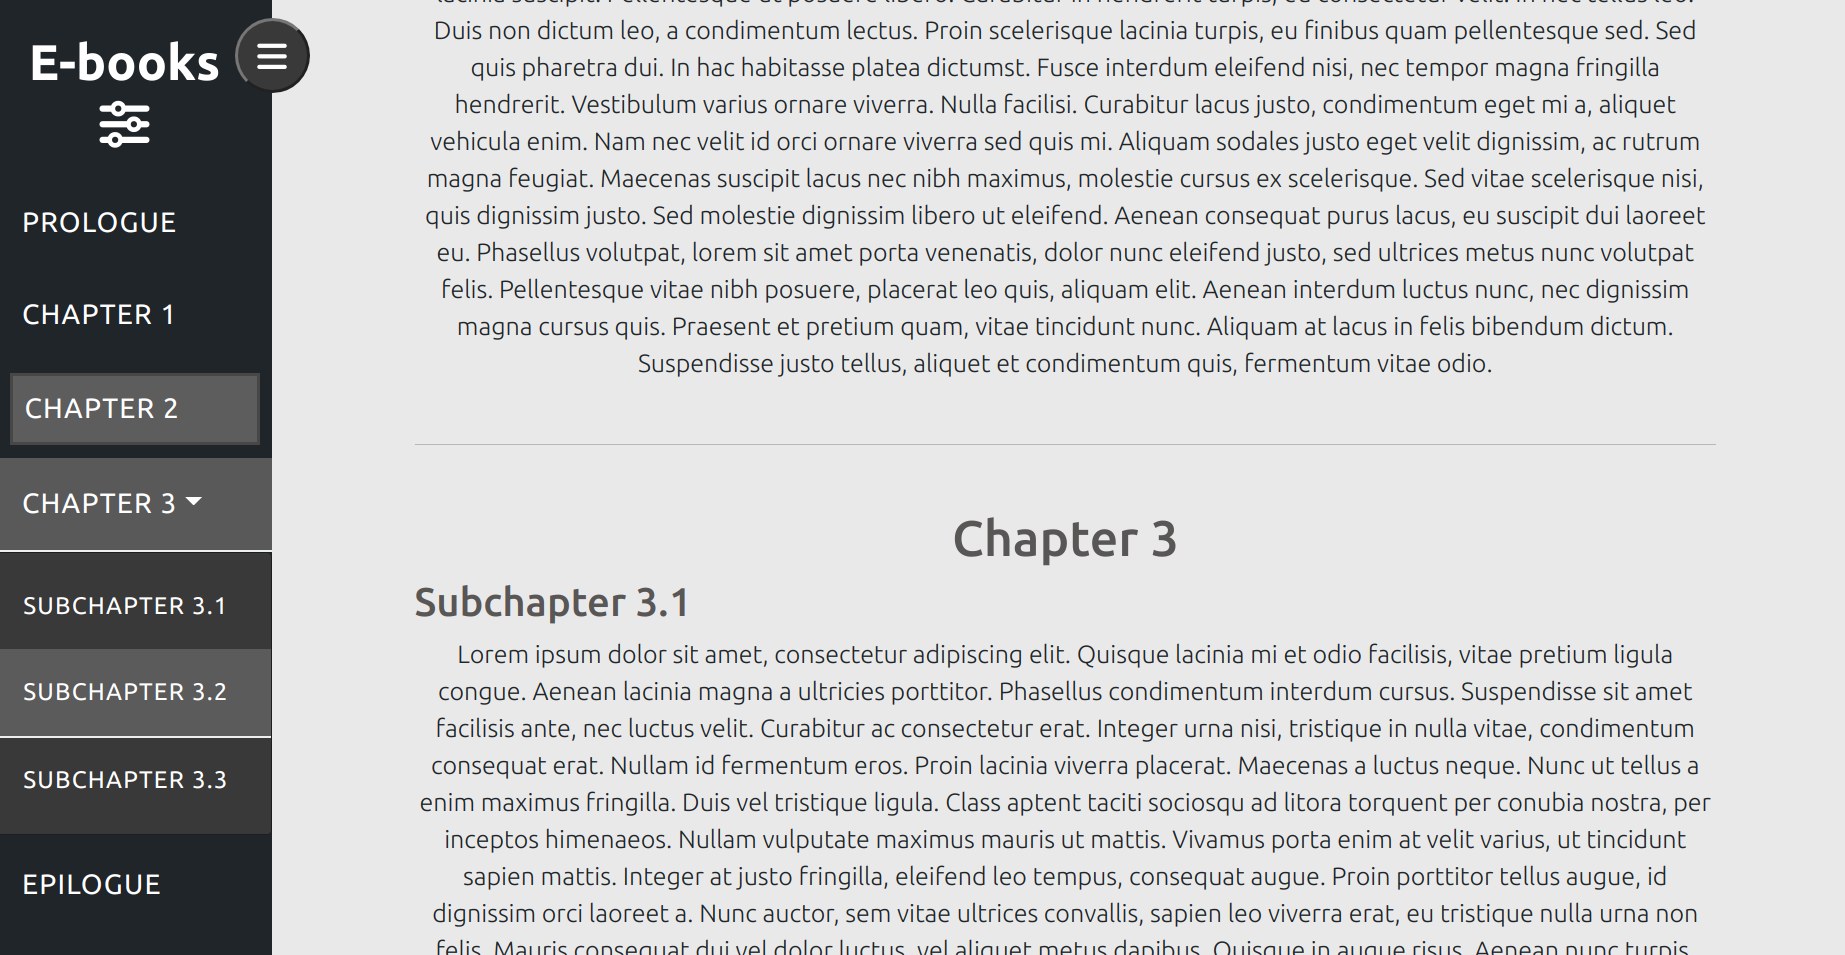 E-books
PROLOGUE
CHAPTER 1
CHAPTER 2
CHAPTER 3
SUBCHAPTER 3.1
SUBCHAPTER 3.2
SUBCHAPTER 3.3
EPILOGUE
lacinia suscipit. Pellentesque at posuere libero. Curabitur in hendrerit turpis, eu consectetur velit. In nec tellus leo.
Duis non dictum leo, a condimentum lectus. Proin scelerisque lacinia turpis, eu finibus quam pellentesque sed. Sed
quis pharetra dui. In hac habitasse platea dictumst. Fusce interdum eleifend nisi, nec tempor magna fringilla
hendrerit. Vestibulum varius ornare viverra. Nulla facilisi. Curabitur lacus justo, condimentum eget mi a, aliquet
vehicula enim. Nam nec velit id orci ornare viverra sed quis mi. Aliquam sodales justo eget velit dignissim, ac rutrum
magna feugiat. Maecenas suscipit lacus nec nibh maximus, molestie cursus ex scelerisque. Sed vitae scelerisque nisi,
quis dignissim justo. Sed molestie dignissim libero ut eleifend. Aenean consequat purus lacus, eu suscipit dui laoreet
eu. Phasellus volutpat, lorem sit amet porta venenatis, dolor nunc eleifend justo, sed ultrices metus nunc volutpat
felis. Pellentesque vitae nibh posuere, placerat leo quis, aliquam elit. Aenean interdum luctus nunc, nec dignissim
magna cursus quis. Praesent et pretium quam, vitae tincidunt nunc. Aliquam at lacus in felis bibendum dictum.
Suspendisse justo tellus, aliquet et condimentum quis, fermentum vitae odio.
Chapter 3
Subchapter 3.1
Lorem ipsum dolor sit amet, consectetur adipiscing elit. Quisque lacinia mi et odio facilisis, vitae pretium ligula
congue. Aenean lacinia magna a ultricies porttitor. Phasellus condimentum interdum cursus. Suspendisse sit amet
facilisis ante, nec luctus velit. Curabitur ac consectetur erat. Integer urna nisi, tristique in nulla vitae, condimentum
consequat erat. Nullam id fermentum eros. Proin lacinia viverra placerat. Maecenas a luctus neque. Nunc ut tellus a
enim maximus fringilla. Duis vel tristique ligula. Class aptent taciti sociosqu ad litora torquent per conubia nostra, per
inceptos himenaeos. Nullam vulputate maximus mauris ut mattis. Vivamus porta enim at velit varius, ut tincidunt
sapien mattis. Integer at justo fringilla, eleifend leo tempus, consequat augue. Proin porttitor tellus augue, id
dignissim orci laoreet a. Nunc auctor, sem vitae ultrices convallis, sapien leo viverra erat, eu tristique nulla urna non
felis. Mauris consequat dui vel dolor luctus, vel aliquet metus dapibus. Quisque in augue risus. Aenean nunc turpis,